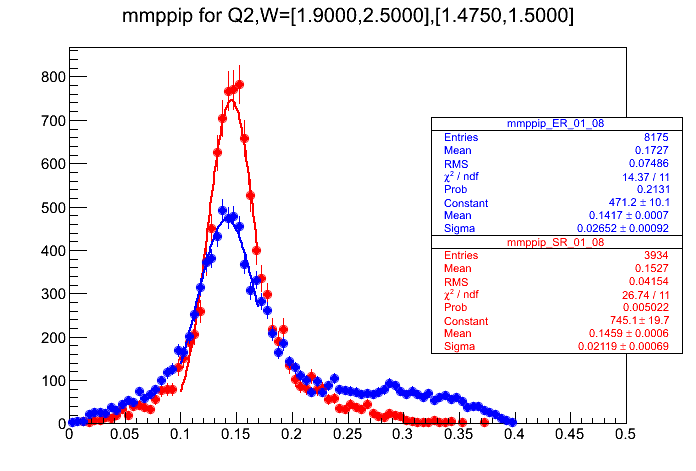 mmppip for Q2,W=[1.9000,2.5000],[1.4750,1.5000]
800
700
600
500
400
300
200
100
0
0 0.05 0.1 0.15 0.2 0.25 0.3 0.35 0.4 0.45 0.5
mmppip_ER_01_08
Entries 8175
Mean 0.1727
RMS 0.07486
χ² / ndf 14.37 / 11
Prob 0.2131
Constant 471.2 ± 10.1
Mean 0.1417 ± 0.0007
Sigma 0.02652 ± 0.00092
mmppip_SR_01_08
Entries 3934
Mean 0.1527
RMS 0.04154
χ² / ndf 26.74 / 11
Prob 0.005022
Constant 745.1 ± 19.7
Mean 0.1459 ± 0.0006
Sigma 0.02119 ± 0.00069